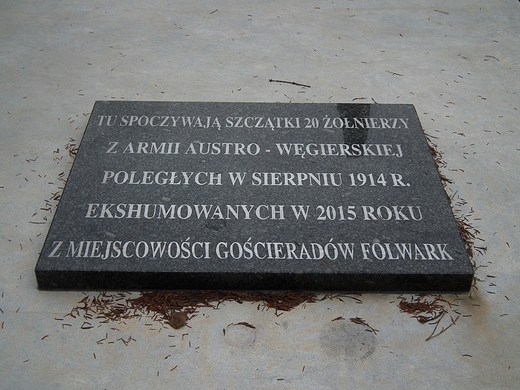 TU SPOCZYWAJĄ SZCZĄTKI 20 ŻOŁNIERZY
Z ARMII AUSTRO - WĘGIERSKIEJ
POLEGŁYCH W SIERPNIU 1914 R.
EKSHUMOWANYCH W 2015 ROKU
Z MIEJSCOWOŚCI GOŚCIERADÓW FOLWARK